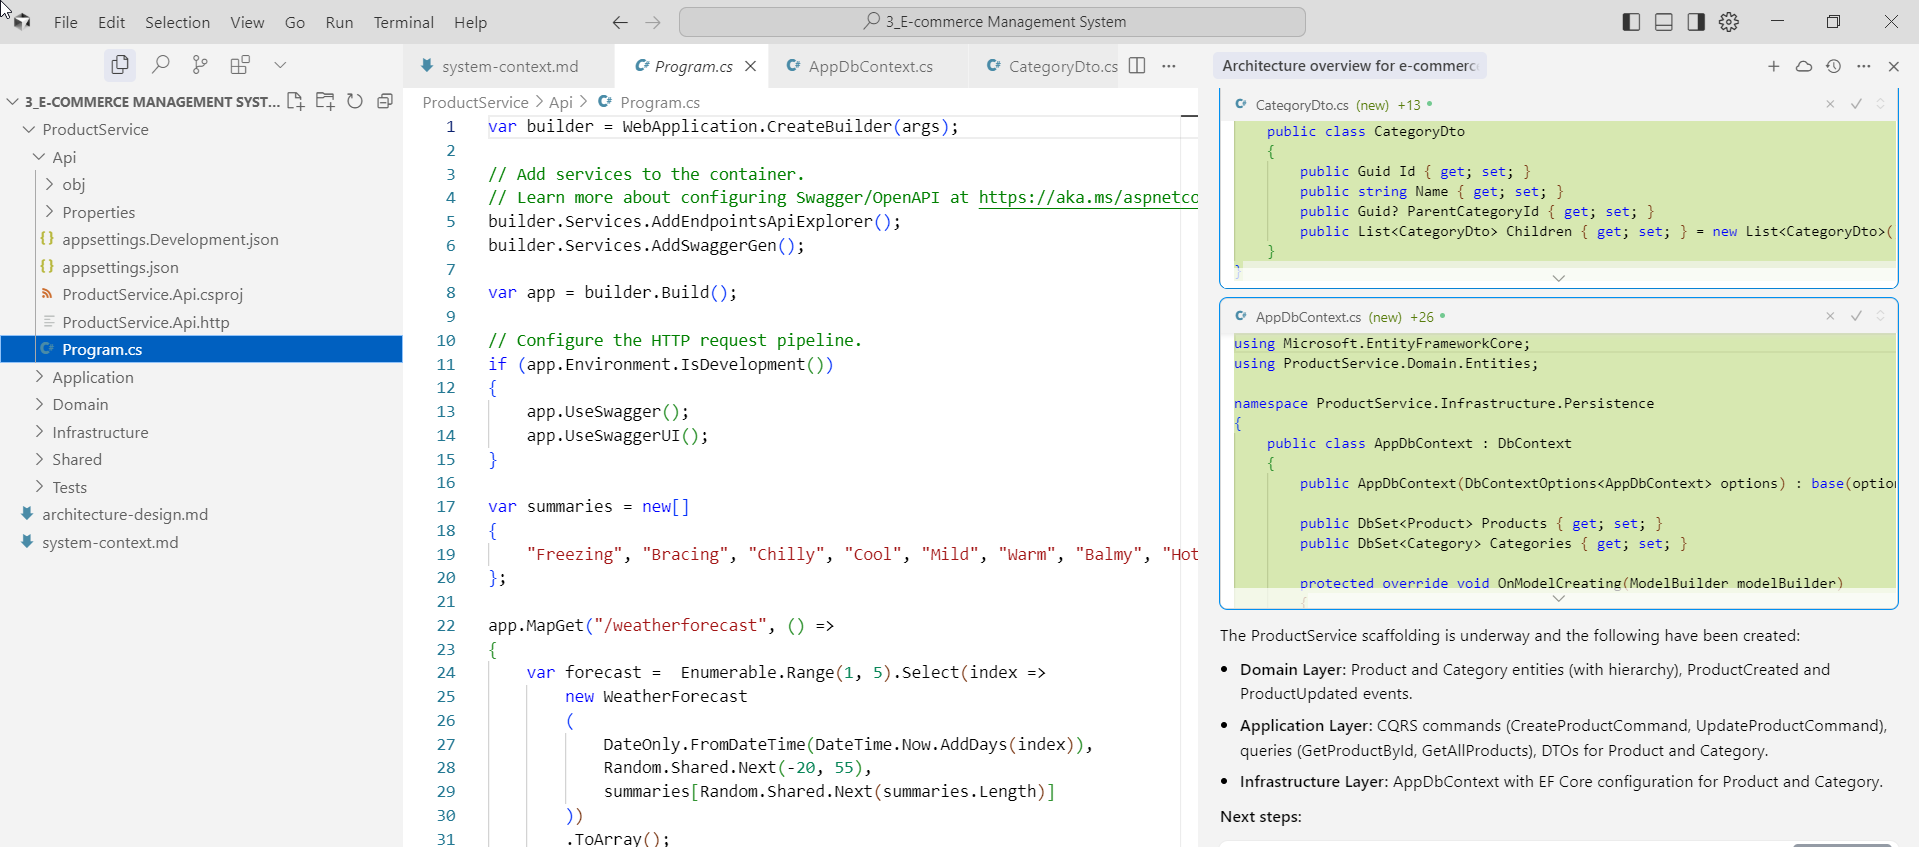 File Edit Selection View Go Run Terminal Help
3_E-commerce Management System
3_E-COMMERCE MANAGEMENT SYST...
ProductService
Api
obj
Properties
appsettings.Development.json
appsettings.json
ProductService.Api.csproj
ProductService.Api.http
Program.cs
Application
Domain
Infrastructure
Shared
Tests
architecture-design.md
system-context.md
system-context.md Program.cs AppDbContext.cs CategoryDto.cs
ProductService > Api > Program.cs
1 var builder = WebApplication.CreateBuilder(args);
2
3 // Add services to the container.
4 // Learn more about configuring Swagger/OpenAPI at https://aka.ms/aspnetco
5 builder.Services.AddEndpointsApiExplorer();
6 builder.Services.AddSwaggerGen();
7
8 var app = builder.Build();
9
10 // Configure the HTTP request pipeline.
11 if (app.Environment.IsDevelopment())
12 {
13 app.UseSwagger();
14 app.UseSwaggerUI();
15 }
16
17 var summaries = new[]
18 {
19 "Freezing", "Bracing", "Chilly", "Cool", "Mild", "Warm", "Balmy", "Hot
20 };
21
22 app.MapGet("/weatherforecast", () =>
23 {
24 var forecast =  Enumerable.Range(1, 5).Select(index =>
25 new WeatherForecast
26 (
27 DateOnly.FromDateTime(DateTime.Now.AddDays(index)),
28 Random.Shared.Next(-20, 55),
29 summaries[Random.Shared.Next(summaries.Length)]
30 ))
31 .ToArray();
Architecture overview for e-commerc
CategoryDto.cs (new) +13
public class CategoryDto
{
public Guid Id { get; set; }
public string Name { get; set; }
public Guid? ParentCategoryId { get; set; }
public List<CategoryDto> Children { get; set; } = new List<CategoryDto>(
}
}
AppDbContext.cs (new) +26
using Microsoft.EntityFrameworkCore;
using ProductService.Domain.Entities;
namespace ProductService.Infrastructure.Persistence
{
public class AppDbContext : DbContext
{
public AppDbContext(DbContextOptions<AppDbContext> options) : base(optio
public DbSet<Product> Products { get; set; }
public DbSet<Category> Categories { get; set; }
protected override void OnModelCreating(ModelBuilder modelBuilder)
{
The ProductService scaffolding is underway and the following have been created:
• Domain Layer: Product and Category entities (with hierarchy), ProductCreated and
ProductUpdated events.
• Application Layer: CQRS commands (CreateProductCommand, UpdateProductCommand),
queries (GetProductById, GetAllProducts), DTOs for Product and Category.
• Infrastructure Layer: AppDbContext with EF Core configuration for Product and Category.
Next steps: